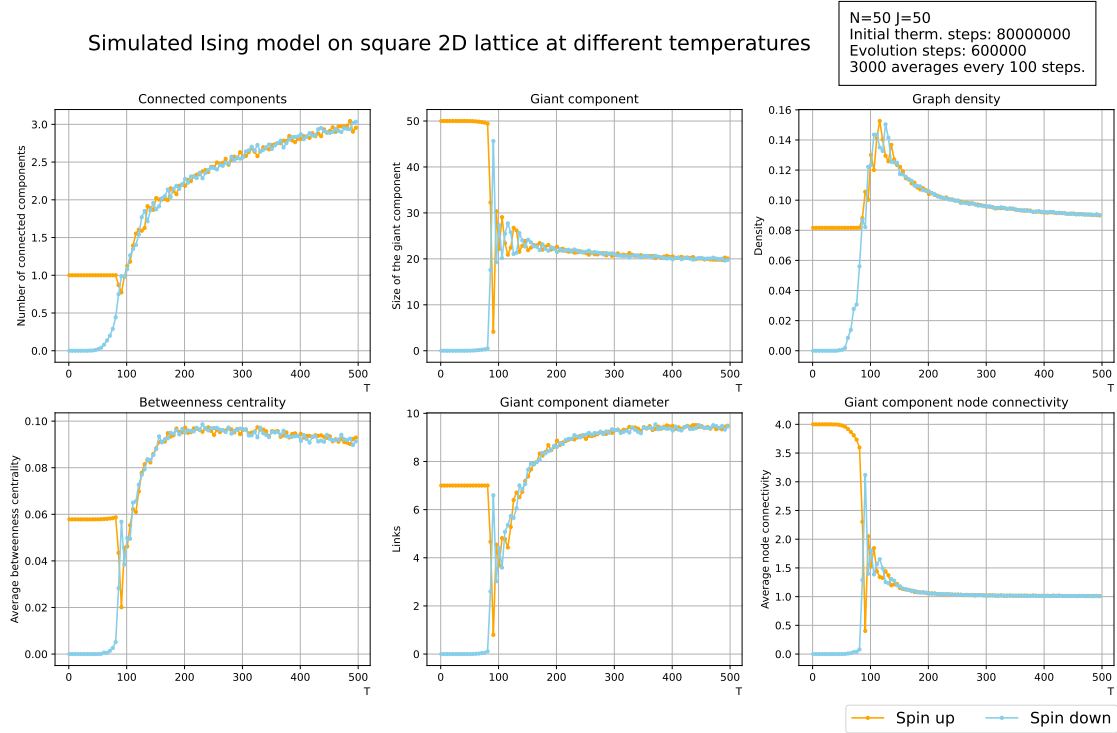 Simulated Ising model on square 2D lattice at different temperatures
N=50 J=50
Initial therm. steps: 80000000
Evolution steps: 600000
3000 averages every 100 steps.
Connected components
Number of connected components
3.0
2.5
2.0
1.5
1.0
0.5
0.0
0 100 200 300 400 500
T
Giant component
Size of the giant component
50
40
30
20
10
0
0 100 200 300 400 500
T
Graph density
Density
0.16
0.14
0.12
0.10
0.08
0.06
0.04
0.02
0.00
0 100 200 300 400 500
T
Betweenness centrality
Average betweenness centrality
0.10
0.08
0.06
0.04
0.02
0.00
0 100 200 300 400 500
T
Giant component diameter
Links
10
8
6
4
2
0
0 100 200 300 400 500
T
Giant component node connectivity
Average node connectivity
4.0
3.5
3.0
2.5
2.0
1.5
1.0
0.5
0.0
0 100 200 300 400 500
T
Spin up Spin down